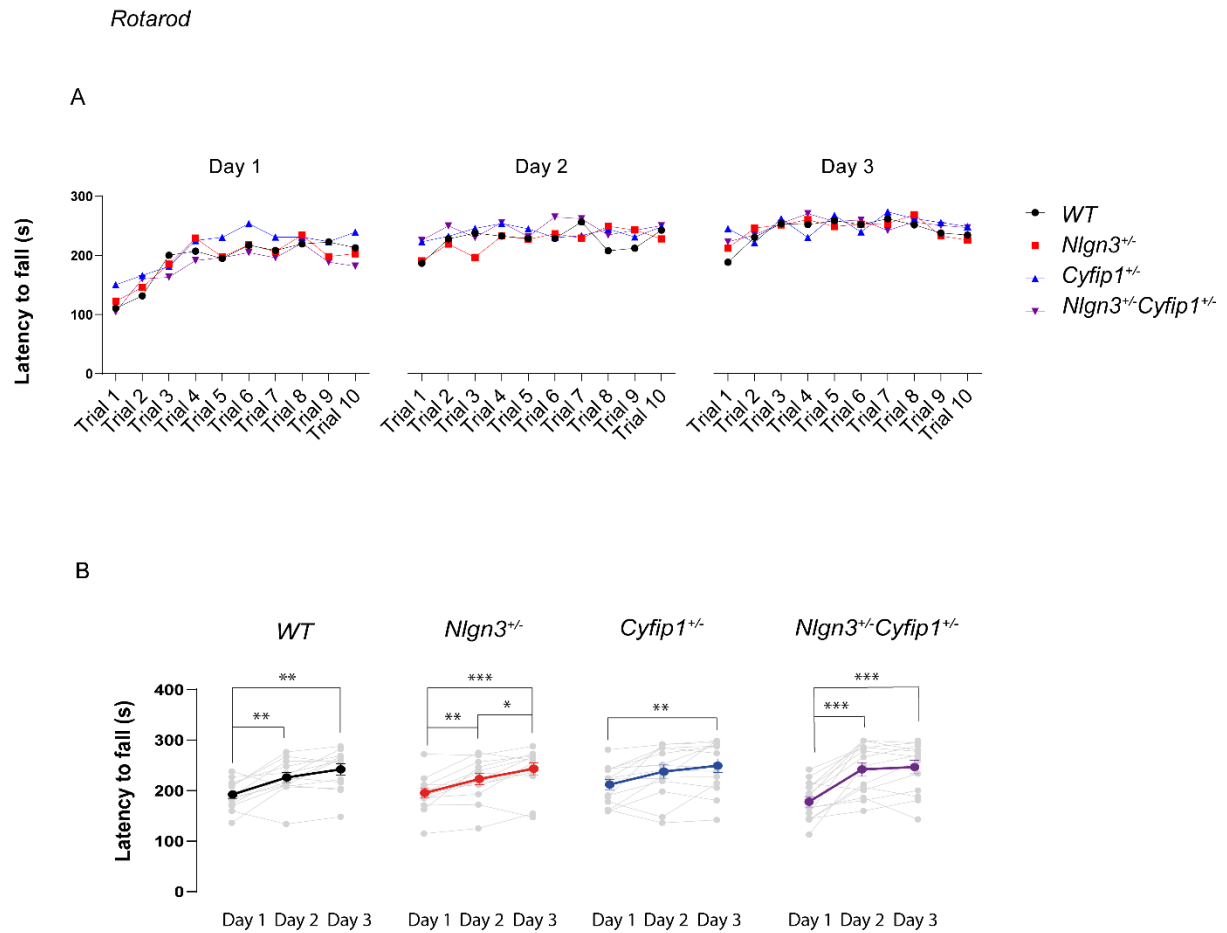 Rotarod
A
Day 1
Day 2
Day 3
Latency to fall (s)
300
200
100
0
Trial 1
Trial 2
Trial 3
Trial 4
Trial 5
Trial 6
Trial 7
Trial 8
Trial 9
Trial 10
Trial 1
Trial 2
Trial 3
Trial 4
Trial 5
Trial 6
Trial 7
Trial 8
Trial 9
Trial 10
Trial 1
Trial 2
Trial 3
Trial 4
Trial 5
Trial 6
Trial 7
Trial 8
Trial 9
Trial 10
WT
Nlgn3+/-
Cyfip1+/-
Nlgn3+/-Cyfip1+/-
B
WT
Nlgn3+/-
Cyfip1+/-
Nlgn3+/-Cyfip1+/-
Latency to fall (s)
400
300
200
100
0
**
**
***
**
*
**
***
***
Day 1 Day 2 Day 3
Day 1 Day 2 Day 3
Day 1 Day 2 Day 3
Day 1 Day 2 Day 3